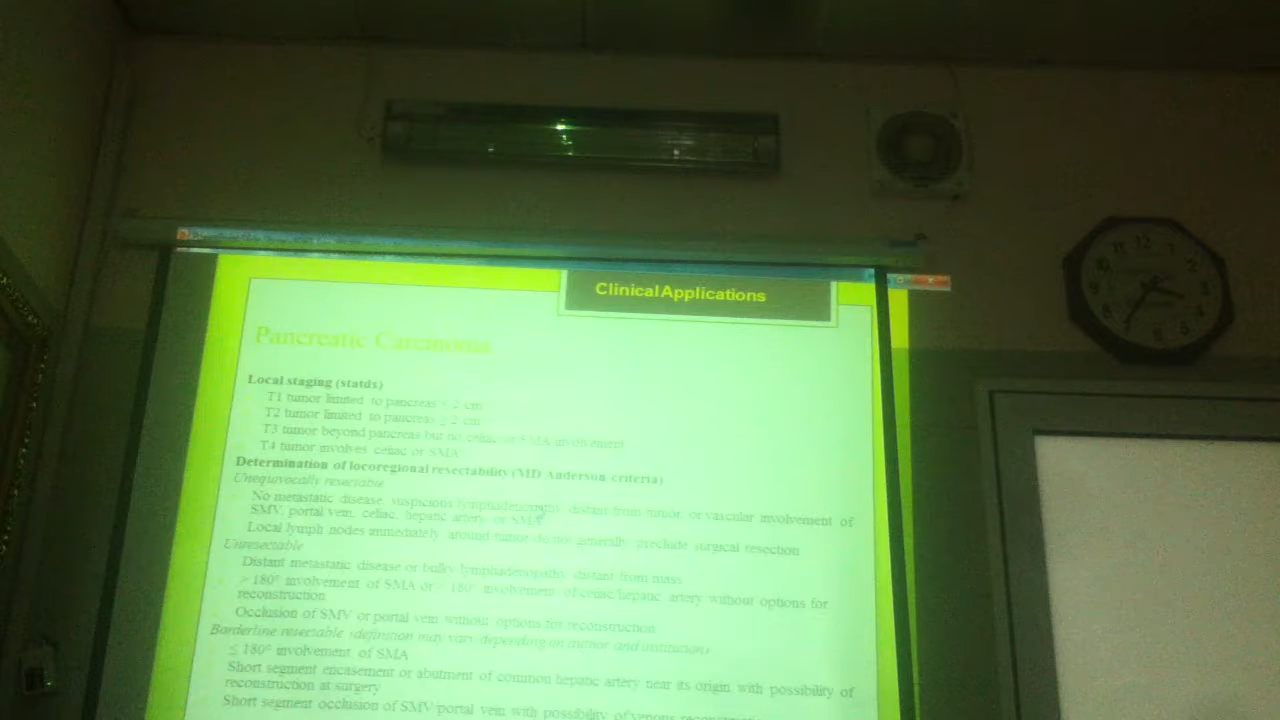 Clinical Applications
Pancreatic Carcinoma
Local staging (statdx)
T1 tumor limited to pancreas < 2 cm
T2 tumor limited to pancreas ≥ 2 cm
T3 tumor beyond pancreas but no celiac or SMA involvement
T4 tumor involves celiac or SMA
Determination of locoregional resectability (MD Anderson criteria)
Unequivocally resectable
No metastatic disease, suspicious lymphadenopathy distant from tumor, or vascular involvement of
SMV, portal vein, celiac, hepatic artery or SMA
Local lymph nodes immediately around tumor do not generally preclude surgical resection
Unresectable
Distant metastatic disease or bulky lymphadenopathy distant from mass
> 180° involvement of SMA or > 180° involvement of celiac/hepatic artery without options for
reconstruction
Occlusion of SMV or portal vein without options for reconstruction
Borderline resectable (definition may vary depending on author and institution)
≤ 180° involvement of SMA
Short segment encasement or abutment of common hepatic artery near its origin with possibility of
reconstruction at surgery
Short segment occlusion of SMV/portal vein with possibility of venous